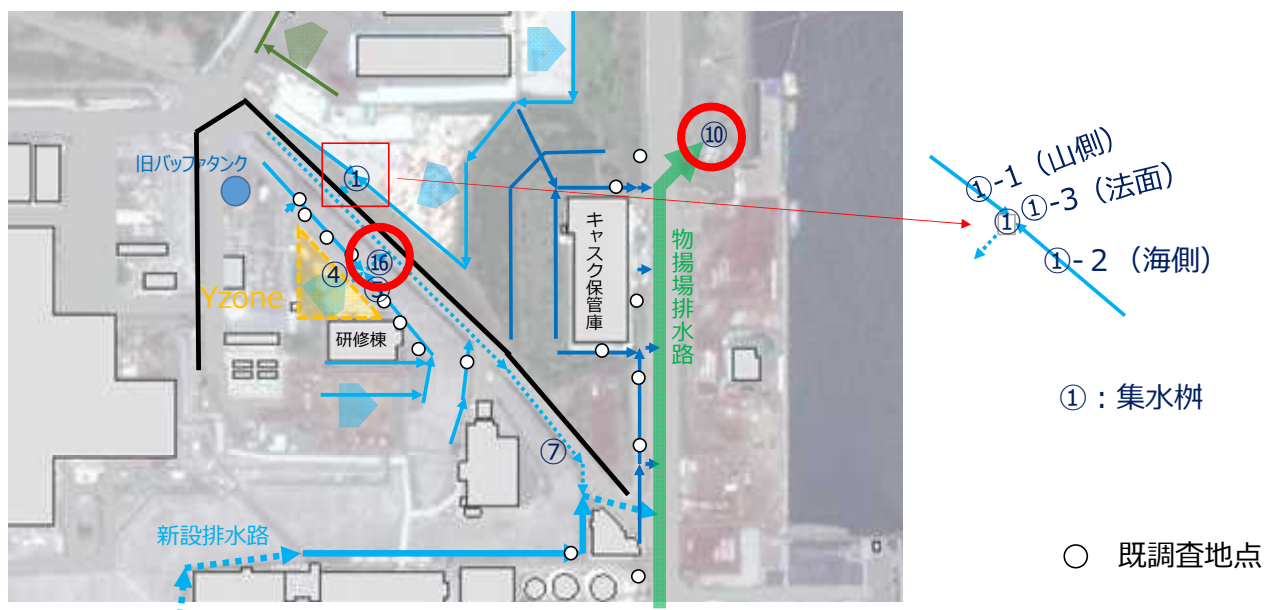 ⑩
①
旧バッファタンク
⑯
④
⑤
Yzone
研修棟
キャスク保管庫
物揚場排水路
⑦
新設排水路
①-1（山側）
①-3（法面）
①
①-2（海側）
①：集水桝
○ 既調査地点